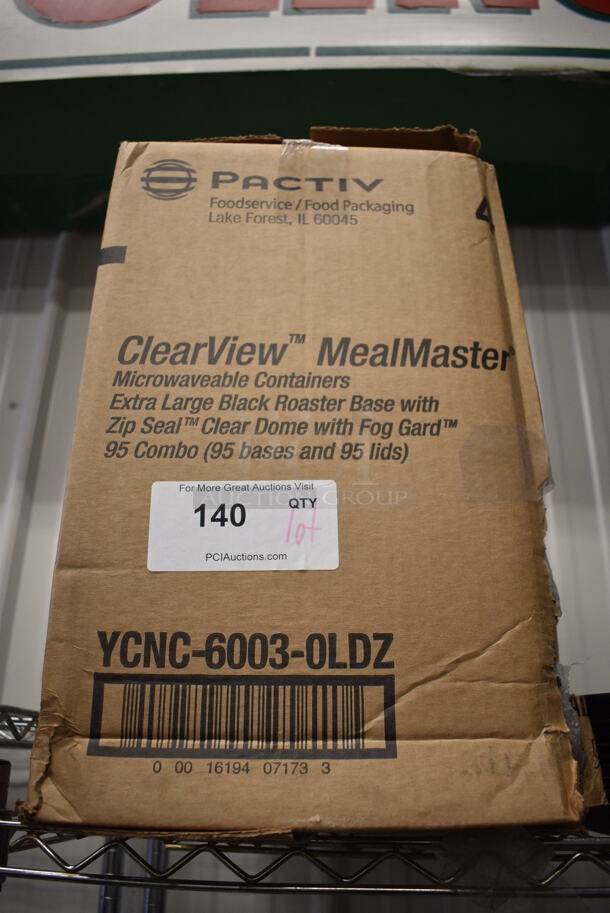 PACTIV
Foodservice / Food Packaging
Lake Forest, IL 60045
4
ClearView™ MealMaster
Microwaveable Containers
Extra Large Black Roaster Base with
Zip Seal™ Clear Dome with Fog Gard™
95 Combo (95 bases and 95 lids)
For More Great Auctions Visit
140 QTY
lot
PCIAuctions.com
YCNC-6003-0LDZ
0 00 16194 07173 3